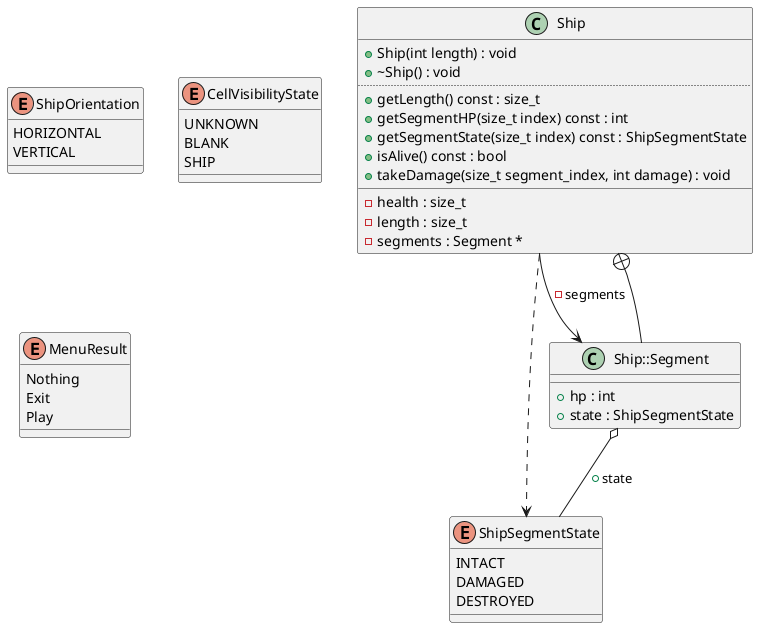 C Ship
+ Ship(int length) : void
+ ~Ship() : void
+ getLength() const : size_t
+ getSegmentHP(size_t index) const : int
+ getSegmentState(size_t index) const : ShipSegmentState
+ isAlive() const : bool
+ takeDamage(size_t segment_index, int damage) : void
health : size_t
length : size_t
segments : Segment *
E ShipOrientation
HORIZONTAL
VERTICAL
E CellVisibilityState
UNKNOWN
BLANK
SHIP
segments
E MenuResult
Nothing
Exit
Play
C Ship::Segment
hp : int
state : ShipSegmentState
state
E ShipSegmentState
INTACT
DAMAGED
DESTROYED